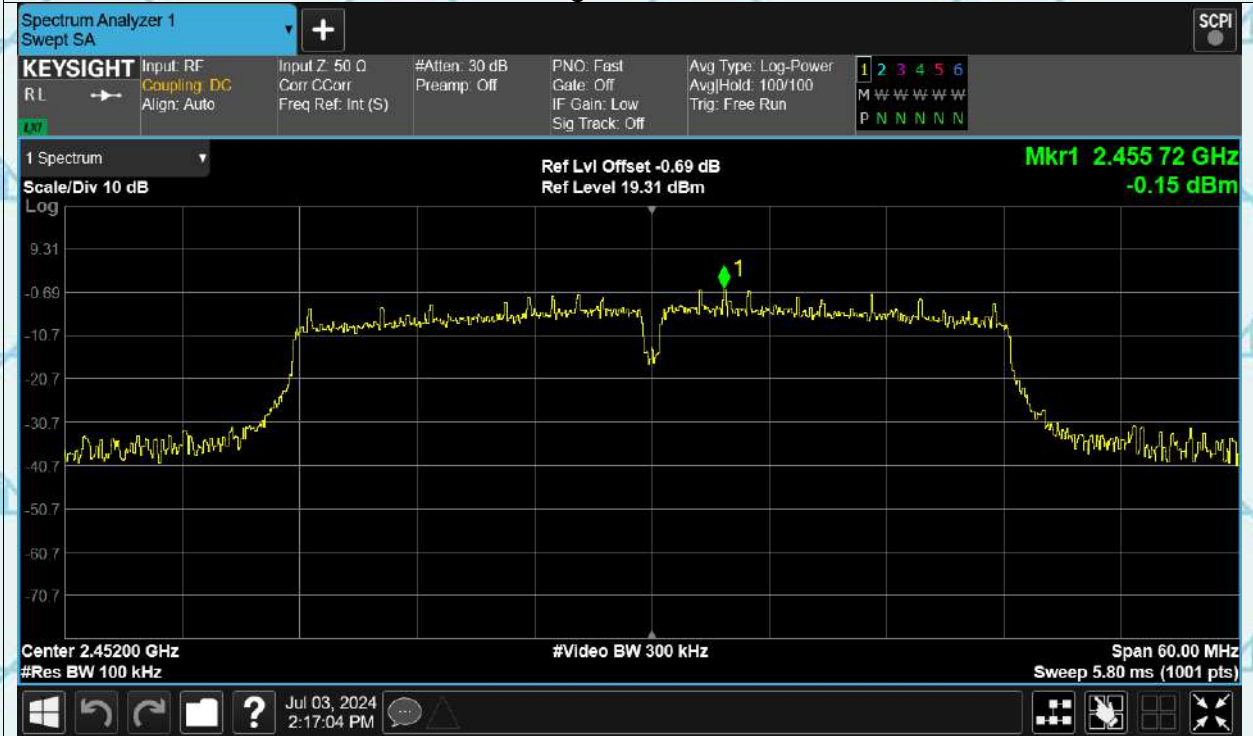 Spectrum Analyzer 1
Swept SA
+
SCPI
KEYSIGHT
RL
LXI
Input: RF
Coupling: DC
Align: Auto
Input Z: 50 Ω
Corr CCorr
Freq Ref: Int (S)
#Atten: 30 dB
Preamp: Off
PNO: Fast
Gate: Off
IF Gain: Low
Sig Track: Off
Avg Type: Log-Power
Avg|Hold: 100/100
Trig: Free Run
1 2 3 4 5 6
M W W W W W
P N N N N N
1 Spectrum
Scale/Div 10 dB
Log
Ref Lvl Offset -0.69 dB
Ref Level 19.31 dBm
Mkr1 2.455 72 GHz
-0.15 dBm
1
9.31
-0.69
-10.7
-20.7
-30.7
-40.7
-50.7
-60.7
-70.7
Center 2.45200 GHz
#Res BW 100 kHz
#Video BW 300 kHz
Span 60.00 MHz
Sweep 5.80 ms (1001 pts)
?
Jul 03, 2024
2:17:04 PM